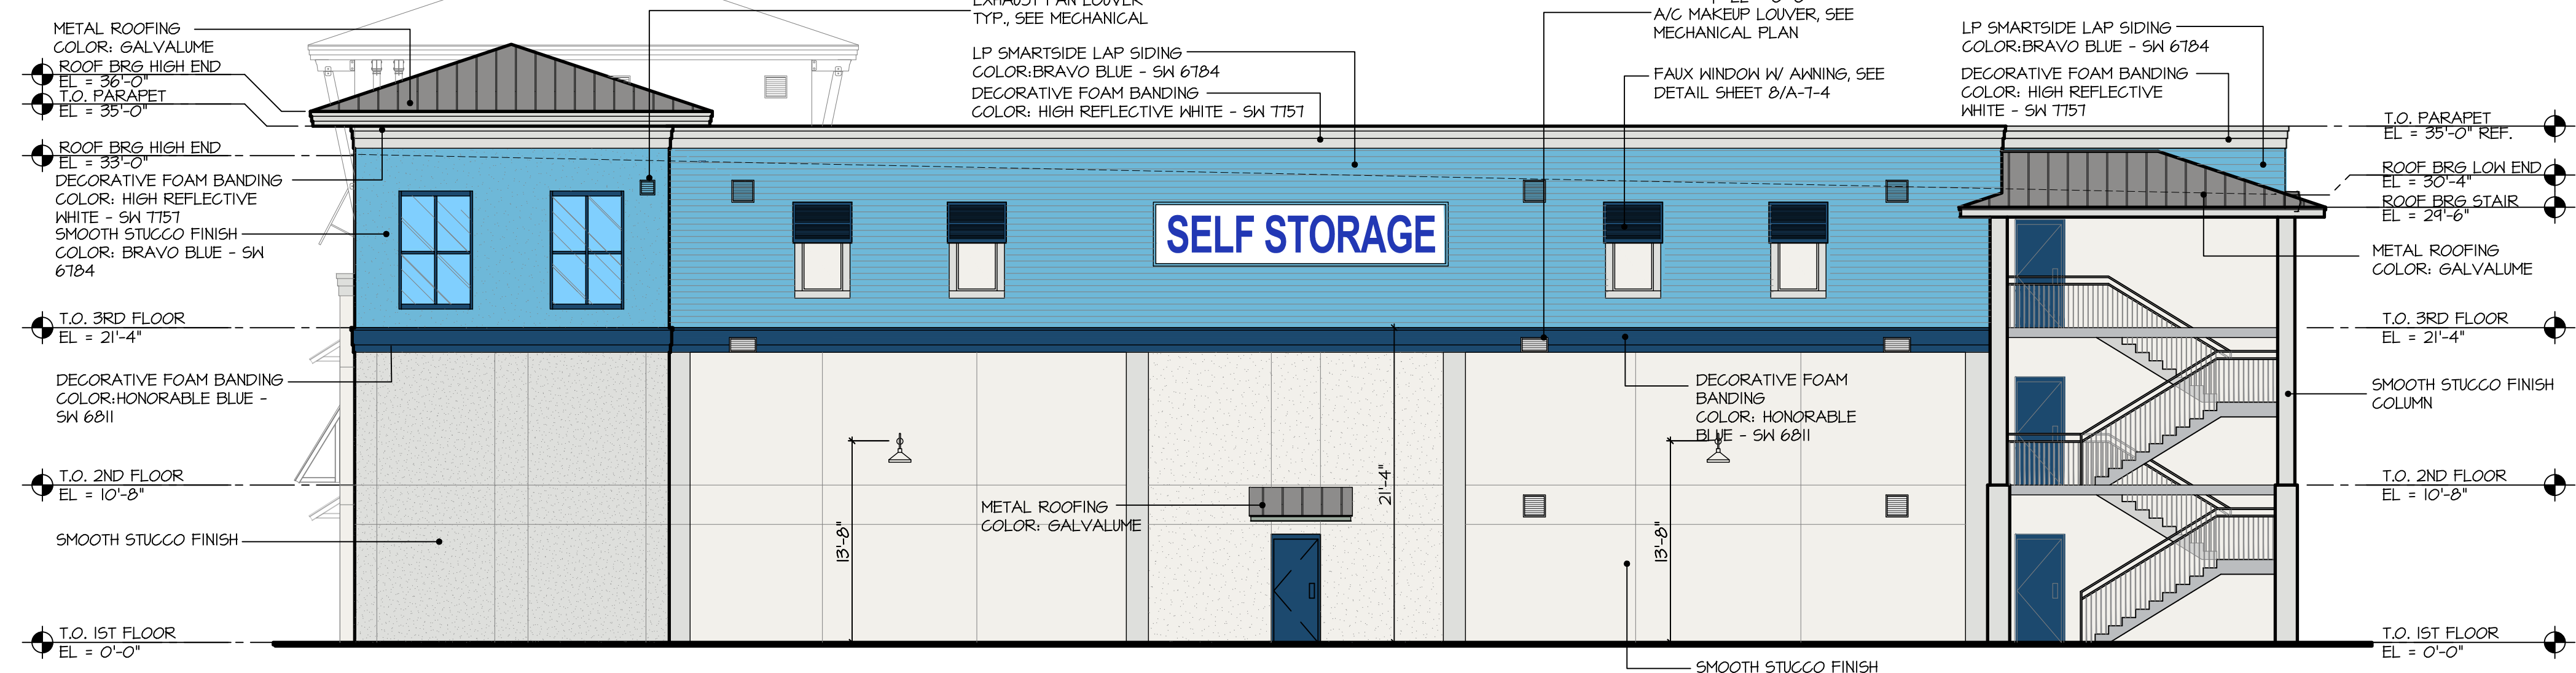 METAL ROOFING
COLOR: GALVALUME
ROOF BRG HIGH END
EL = 36'-0"
T.O. PARAPET
EL = 35'-0"
ROOF BRG HIGH END
EL = 33'-0"
DECORATIVE FOAM BANDING
COLOR: HIGH REFLECTIVE
WHITE - SW 7757
SMOOTH STUCCO FINISH
COLOR: BRAVO BLUE - SW
6784
T.O. 3RD FLOOR
EL = 21'-4"
DECORATIVE FOAM BANDING
COLOR:HONORABLE BLUE -
SW 6811
T.O. 2ND FLOOR
EL = 10'-8"
SMOOTH STUCCO FINISH
T.O. 1ST FLOOR
EL = 0'-0"
EXHAUST FAN LOUVER
TYP., SEE MECHANICAL
LP SMARTSIDE LAP SIDING
COLOR:BRAVO BLUE - SW 6784
DECORATIVE FOAM BANDING
COLOR: HIGH REFLECTIVE WHITE - SW 7757
A/C MAKEUP LOUVER, SEE
MECHANICAL PLAN
FAUX WINDOW W/ AWNING, SEE
DETAIL SHEET 8/A-7-4
SELF STORAGE
DECORATIVE FOAM
BANDING
COLOR: HONORABLE
BLUE - SW 6811
13'-8"
METAL ROOFING
COLOR: GALVALUME
21'-4"
13'-8"
SMOOTH STUCCO FINISH
LP SMARTSIDE LAP SIDING
COLOR:BRAVO BLUE - SW 6784
DECORATIVE FOAM BANDING
COLOR: HIGH REFLECTIVE
WHITE - SW 7757
T.O. PARAPET
EL = 35'-0" REF.
ROOF BRG LOW END
EL = 30'-4"
ROOF BRG STAIR
EL = 29'-6"
METAL ROOFING
COLOR: GALVALUME
T.O. 3RD FLOOR
EL = 21'-4"
SMOOTH STUCCO FINISH
COLUMN
T.O. 2ND FLOOR
EL = 10'-8"
T.O. 1ST FLOOR
EL = 0'-0"